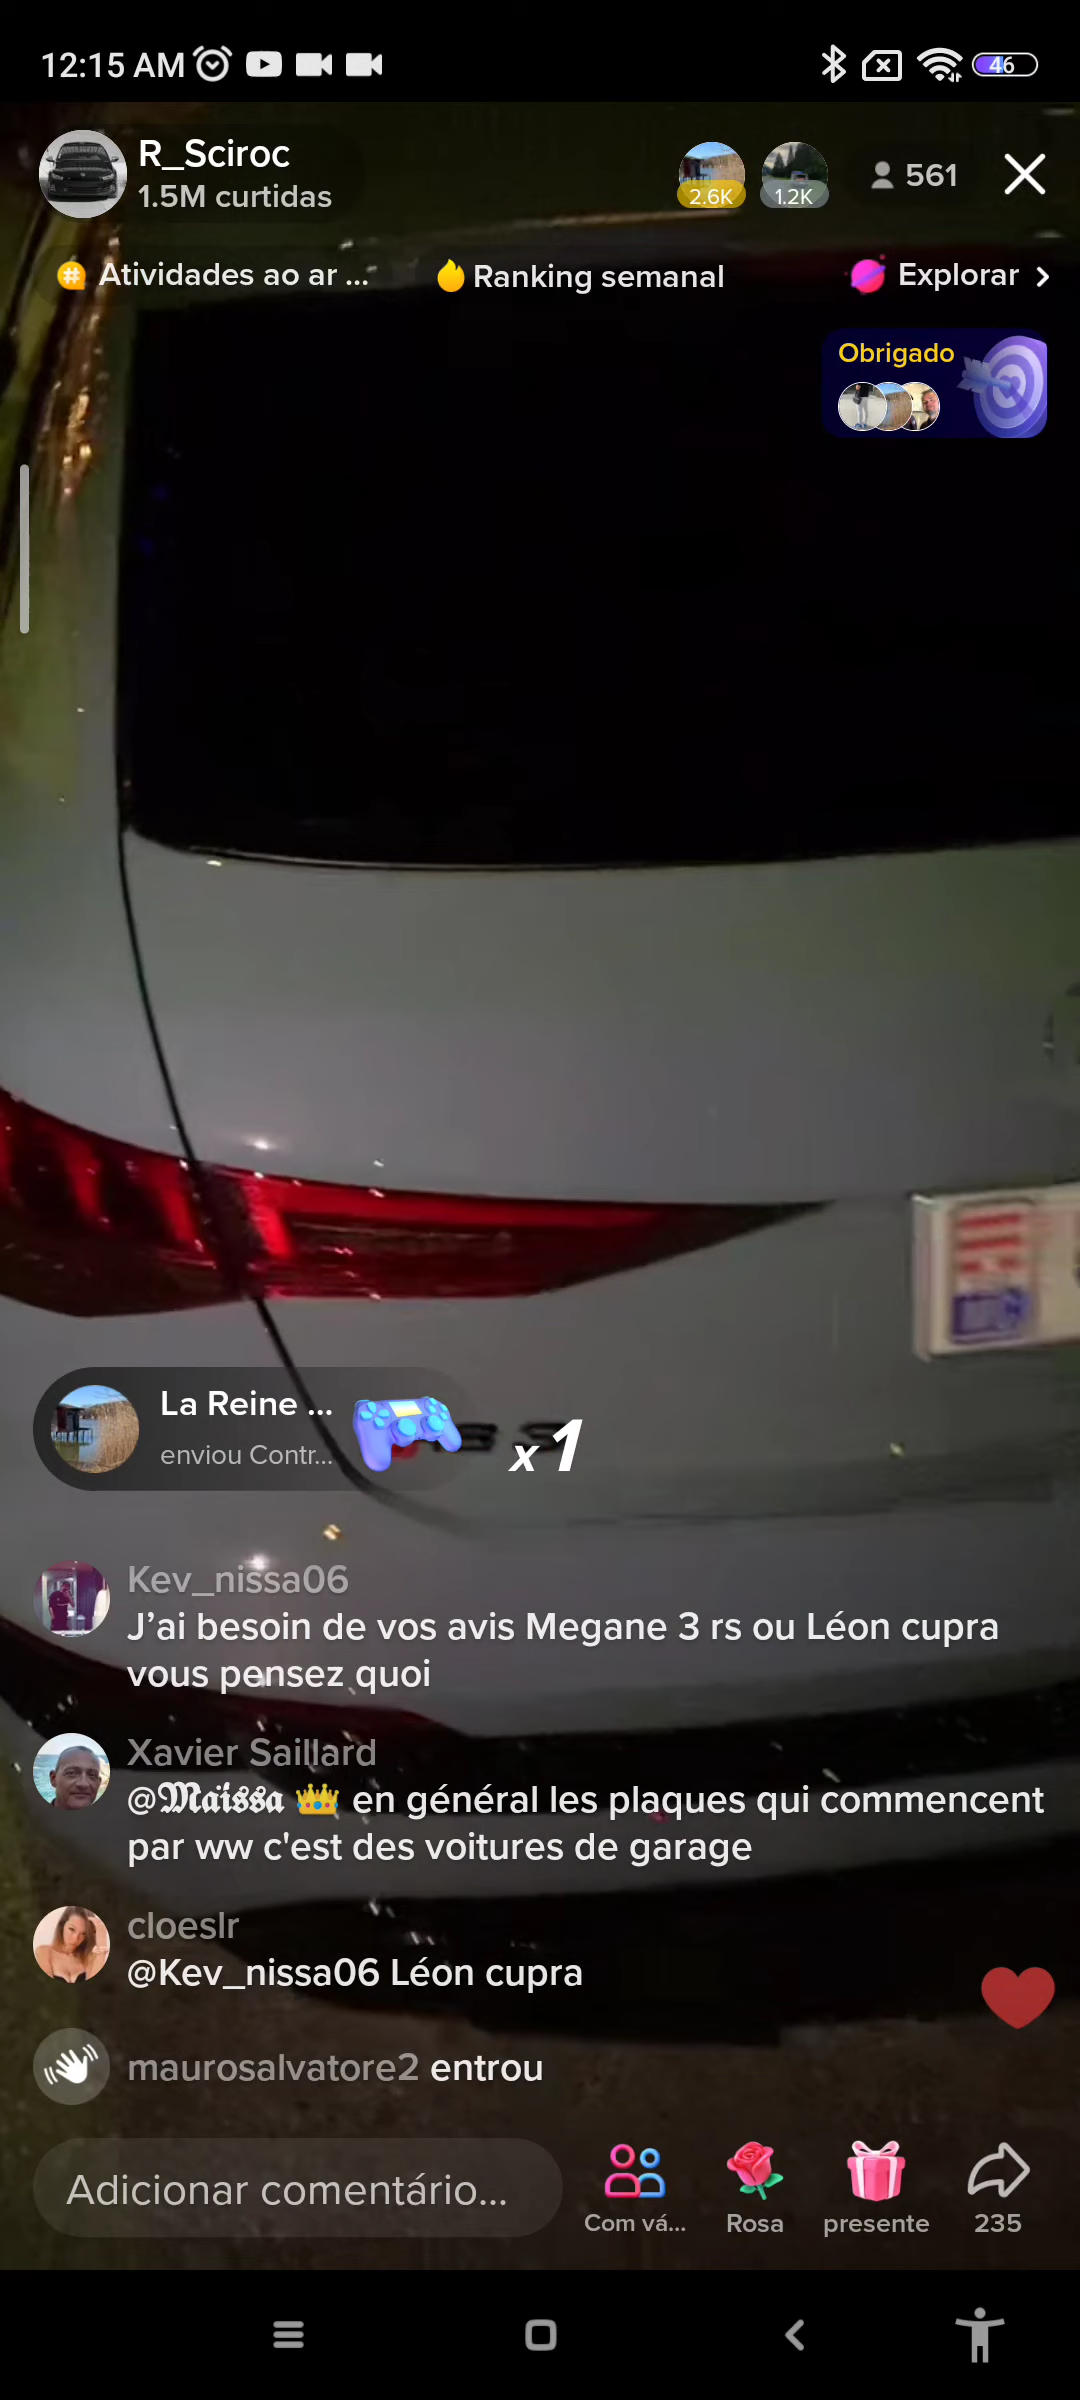 12:15 AM
46
R_Sciroc
1.5M curtidas
2.6K
1.2K
561
Atividades ao ar ...
Ranking semanal
Explorar
Obrigado
La Reine ...
enviou Contr...
x1
Kev_nissa06
J’ai besoin de vos avis Megane 3 rs ou Léon cupra
vous pensez quoi
Xavier Saillard
@𝕸𝖆ï𝖘𝖘𝖆 👑 en général les plaques qui commencent
par ww c'est des voitures de garage
cloeslr
@Kev_nissa06 Léon cupra
maurosalvatore2 entrou
Adicionar comentário...
Com vá...
Rosa
presente
235